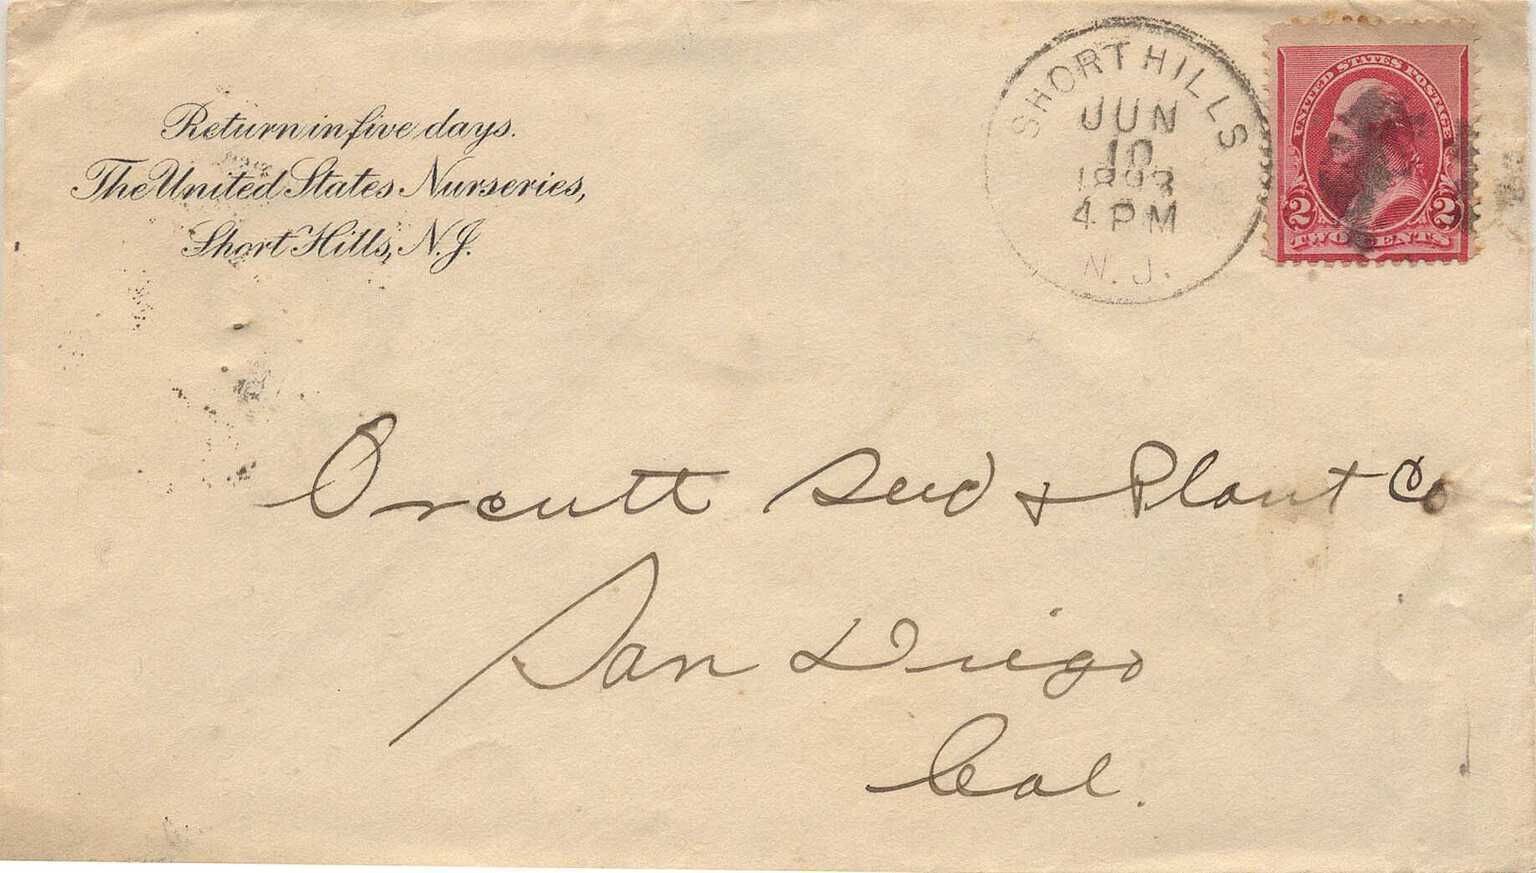 Return in five days.
The United States Nurseries,
Short Hills, N.J.
SHORT HILLS
JUN
10
1893
4 PM
N. J.
UNITED STATES POSTAGE
2 2
TWO CENTS
Orcutt Seed & Plant Co
San Diego
Cal.